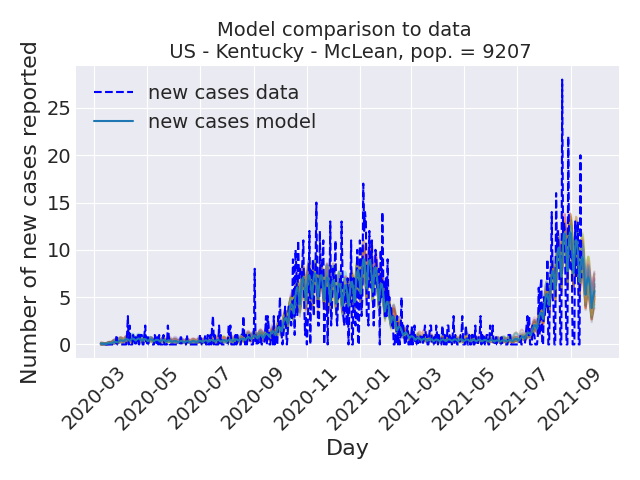 Model comparison to data
US - Kentucky - McLean, pop. = 9207
Number of new cases reported
25
20
15
10
5
0
new cases data
new cases model
2020-03
2020-05
2020-07
2020-09
2020-11
2021-01
2021-03
2021-05
2021-07
2021-09
Day